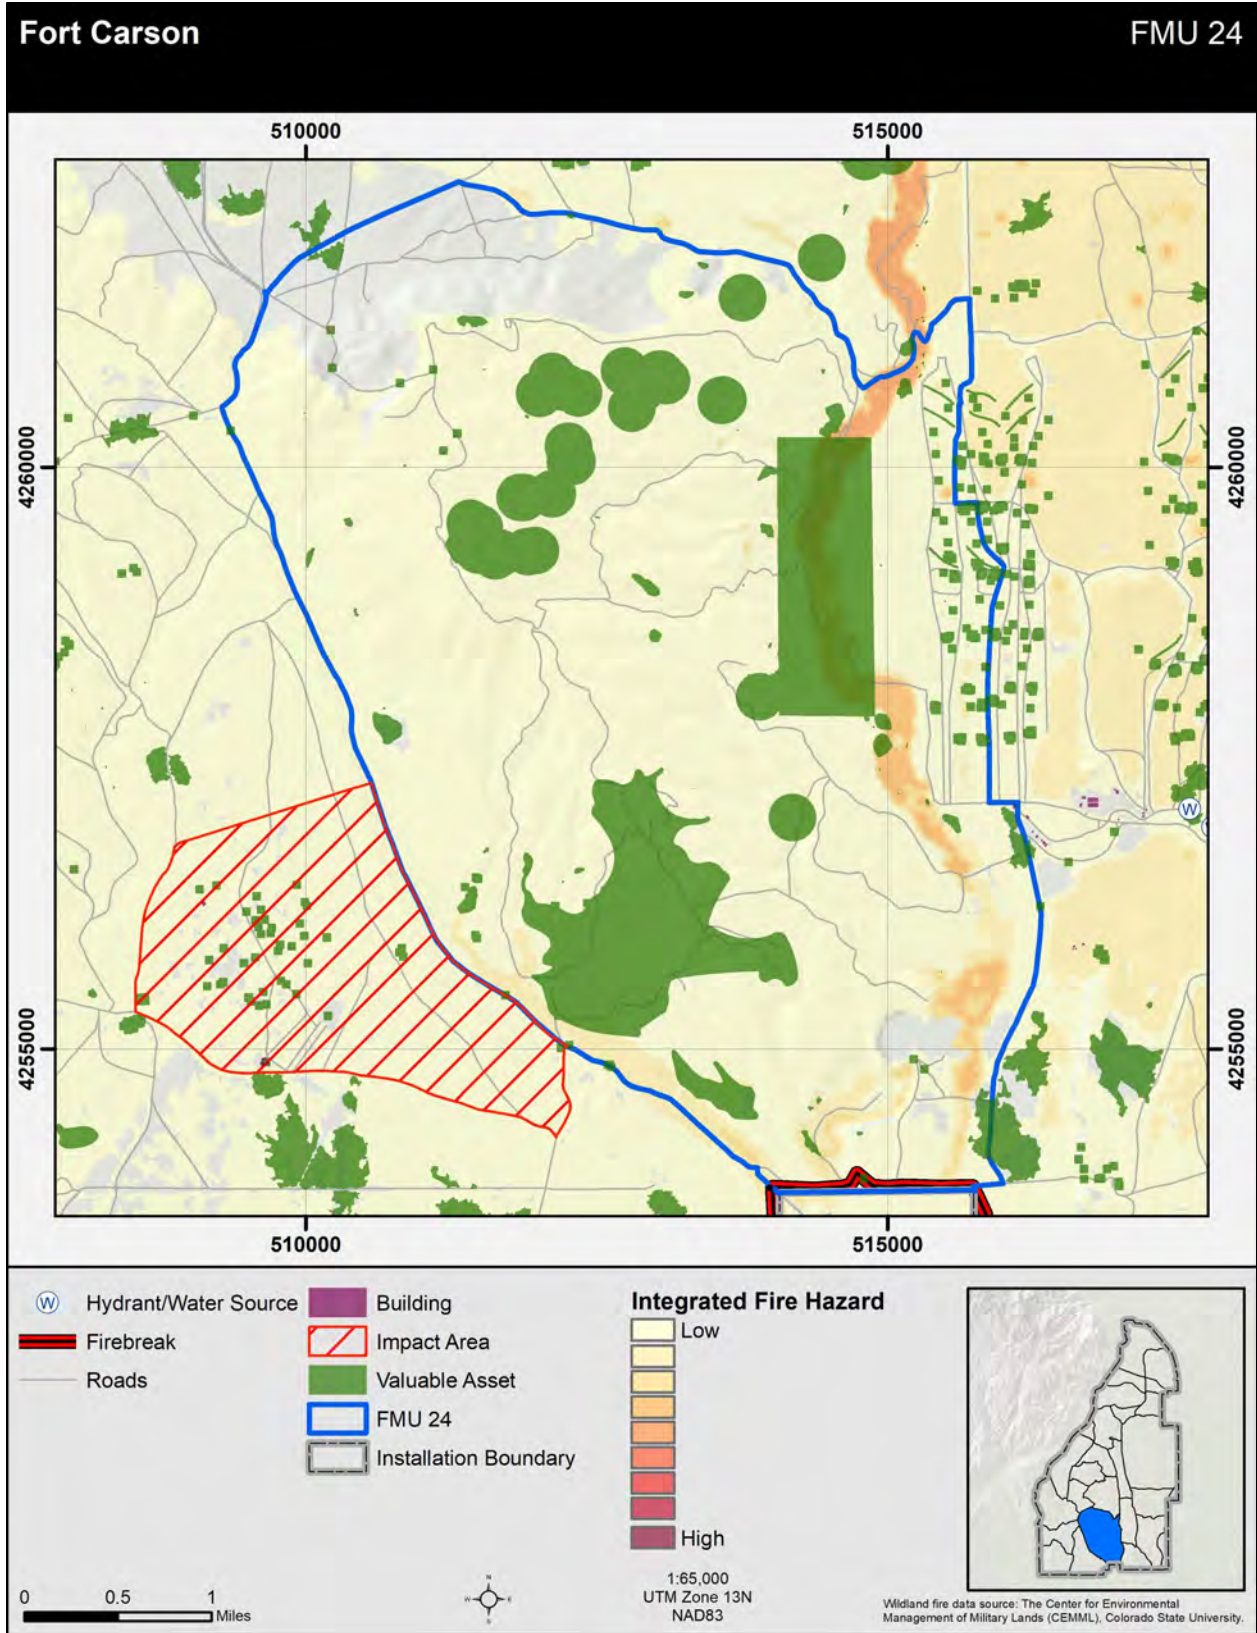 Fort Carson
FMU 24
510000
515000
4260000
4260000
4255000
4255000
510000
515000
W
W Hydrant/Water Source
Firebreak
Roads
Building
Impact Area
Valuable Asset
FMU 24
Installation Boundary
Integrated Fire Hazard
Low
High
0 0.5 1
Miles
N
W E
S
1:65,000
UTM Zone 13N
NAD83
Wildland fire data source: The Center for Environmental
Management of Military Lands (CEMML), Colorado State University.